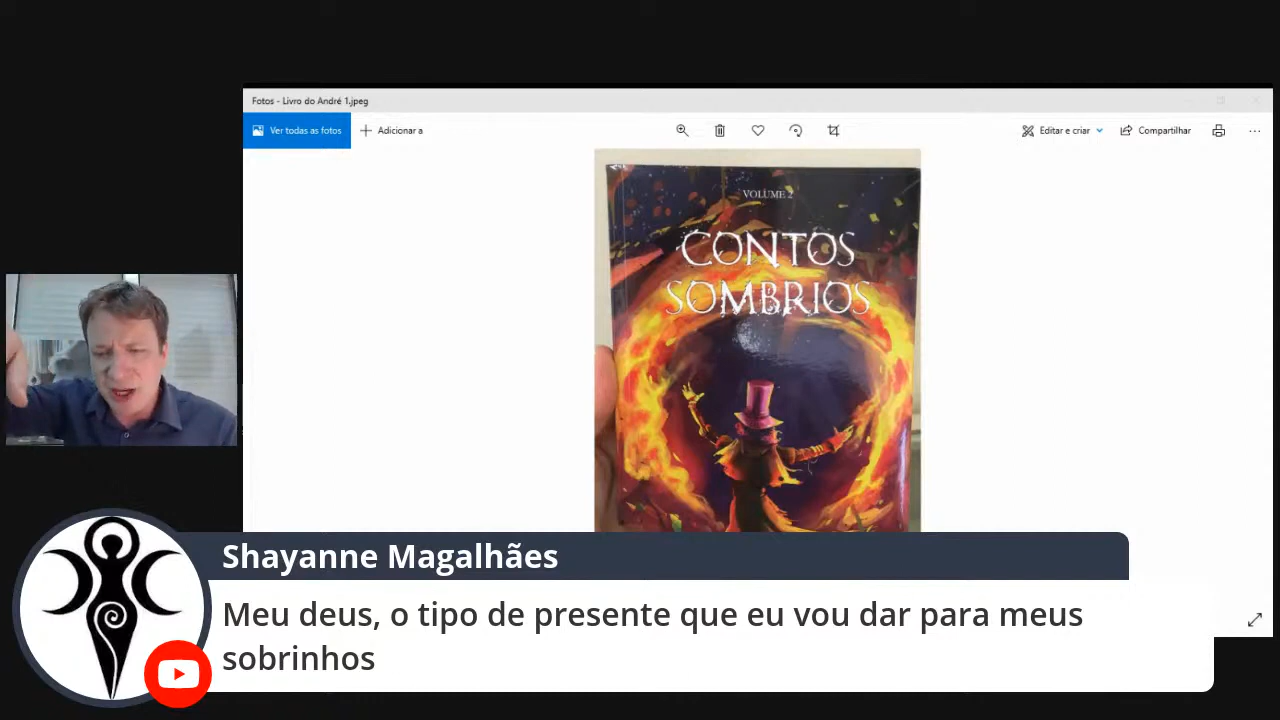 Fotos - Livro do André 1.jpeg
Ver todas as fotos
Adicionar a
Editar e criar
Compartilhar
VOLUME 2
CONTOS
SOMBRIOS
Shayanne Magalhães
Meu deus, o tipo de presente que eu vou dar para meus
sobrinhos